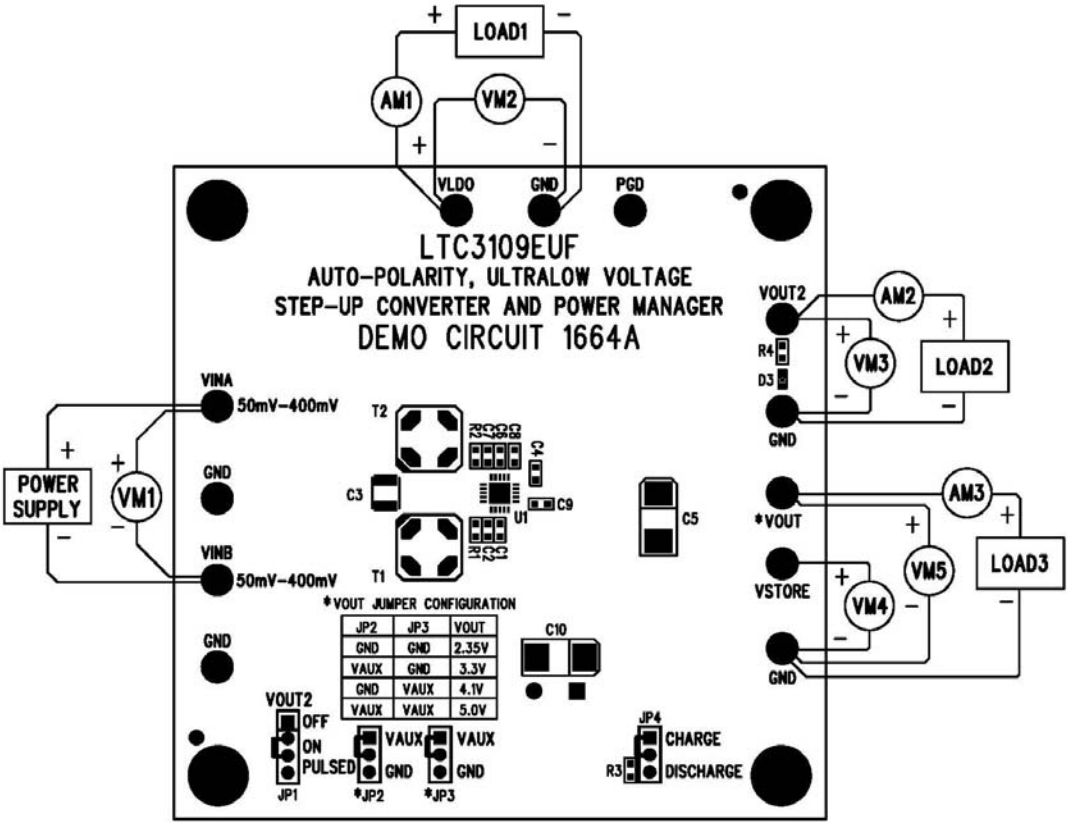 + LOAD1 −
AM1
VM2
+ −
VLDO GND PGD
LTC3109EUF
AUTO-POLARITY, ULTRALOW VOLTAGE
STEP-UP CONVERTER AND POWER MANAGER
DEMO CIRCUIT 1664A
VOUT2
AM2
+
R4
+
VM3
LOAD2
D3
−
−
GND
VINA
50mV-400mV
+
+
POWER
SUPPLY
VM1
−
−
GND
VINB
50mV-400mV
GND
T2
R2 C7 C6 C8
C4
C3
U1
C9
R1 C2 C1
T1
C5
AM3
*VOUT
+
+
VM5
LOAD3
VSTORE
+
VM4
−
−
−
GND
*VOUT JUMPER CONFIGURATION
JP2 JP3 VOUT
GND GND 2.35V
VAUX GND 3.3V
GND VAUX 4.1V
VAUX VAUX 5.0V
C10
VOUT2
OFF
ON
PULSED
JP1
VAUX
GND
*JP2
VAUX
GND
*JP3
JP4
CHARGE
R3
DISCHARGE